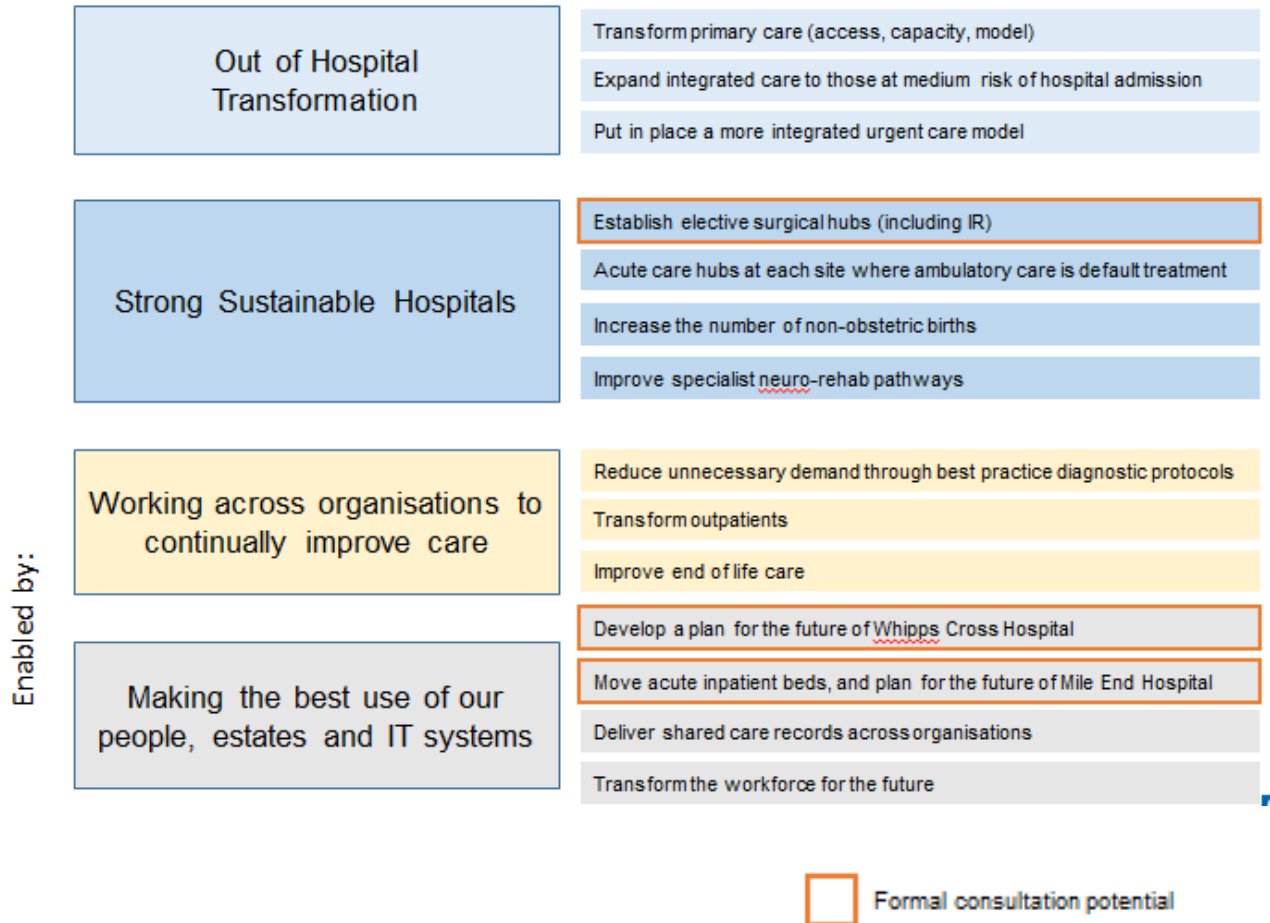 Out of Hospital
Transformation
Transform primary care (access, capacity, model)
Expand integrated care to those at medium risk of hospital admission
Put in place a more integrated urgent care model
Strong Sustainable Hospitals
Establish elective surgical hubs (including IR)
Acute care hubs at each site where ambulatory care is default treatment
Increase the number of non-obstetric births
Improve specialist neuro-rehab pathways
Enabled by:
Working across organisations to
continually improve care
Reduce unnecessary demand through best practice diagnostic protocols
Transform outpatients
Improve end of life care
Making the best use of our
people, estates and IT systems
Develop a plan for the future of Whipps Cross Hospital
Move acute inpatient beds, and plan for the future of Mile End Hospital
Deliver shared care records across organisations
Transform the workforce for the future
Formal consultation potential